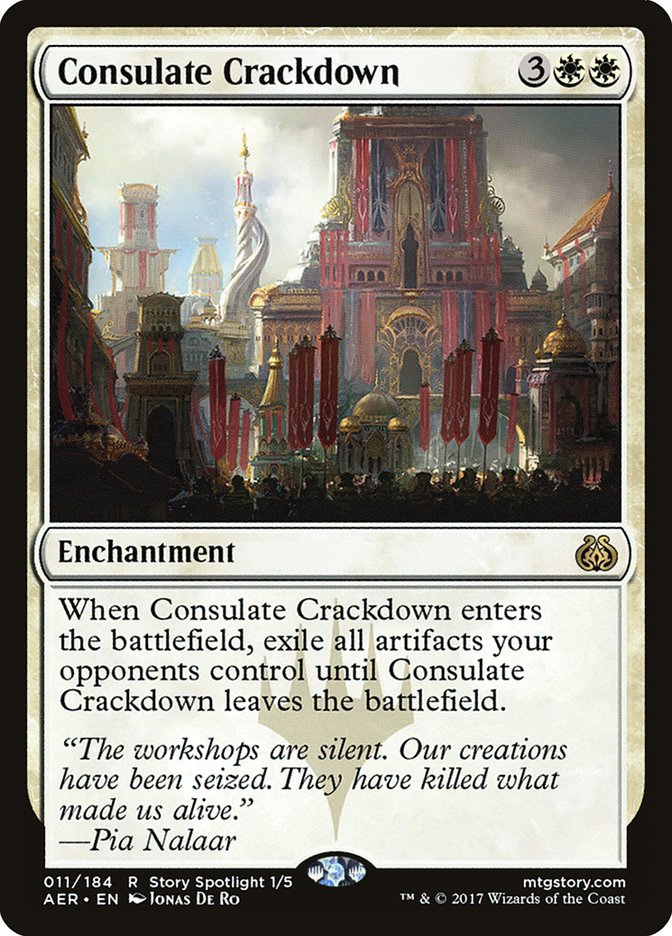 Consulate Crackdown 3
Enchantment
When Consulate Crackdown enters
the battlefield, exile all artifacts your
opponents control until Consulate
Crackdown leaves the battlefield.
“The workshops are silent. Our creations
have been seized. They have killed what
made us alive.”
—Pia Nalaar
011/184 R Story Spotlight 1/5
mtgstory.com
AER • EN Jonas De Ro
™ & © 2017 Wizards of the Coast